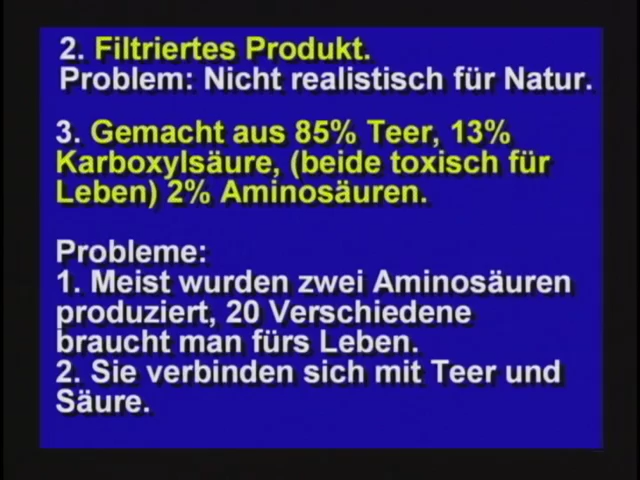 2. Filtriertes Produkt.
Problem: Nicht realistisch für Natur.
3. Gemacht aus 85% Teer, 13%
Karboxylsäure, (beide toxisch für
Leben) 2% Aminosäuren.
Probleme:
1. Meist wurden zwei Aminosäuren
produziert, 20 Verschiedene
braucht man fürs Leben.
2. Sie verbinden sich mit Teer und
Säure.